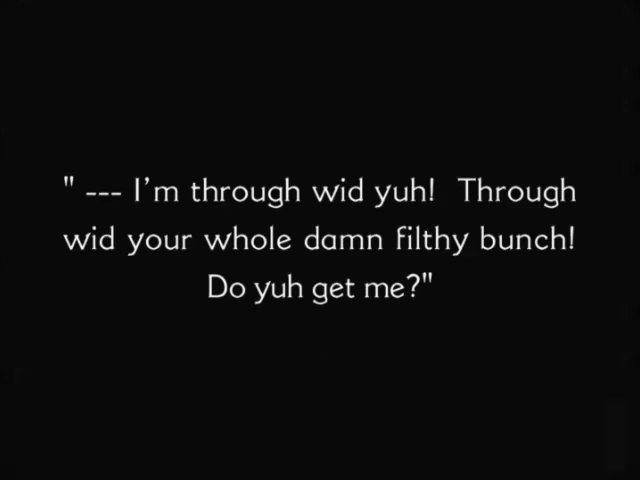 " --- I’m through wid yuh!  Through
wid your whole damn filthy bunch!
Do yuh get me?"